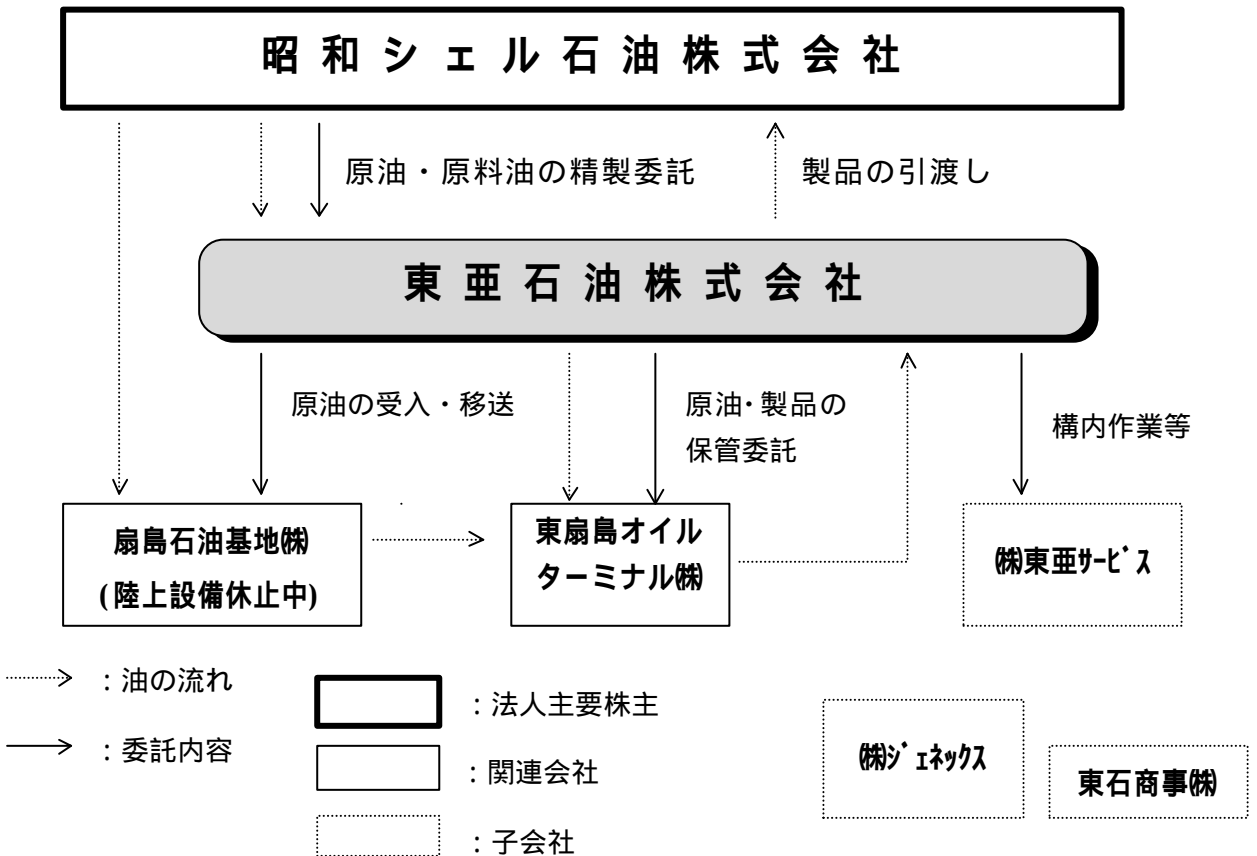 昭和シェル石油株式会社
原油・原料油の精製委託
製品の引渡し
東亜石油株式会社
原油の受入・移送
原油・製品の
保管委託
構内作業等
扇島石油基地㈱
(陸上設備休止中)
東扇島オイル
ターミナル㈱
㈱東亜ｻｰﾋﾞｽ
：油の流れ
：委託内容
：法人主要株主
：関連会社
：子会社
㈱ｼﾞｪﾈｯｸｽ
東石商事㈱